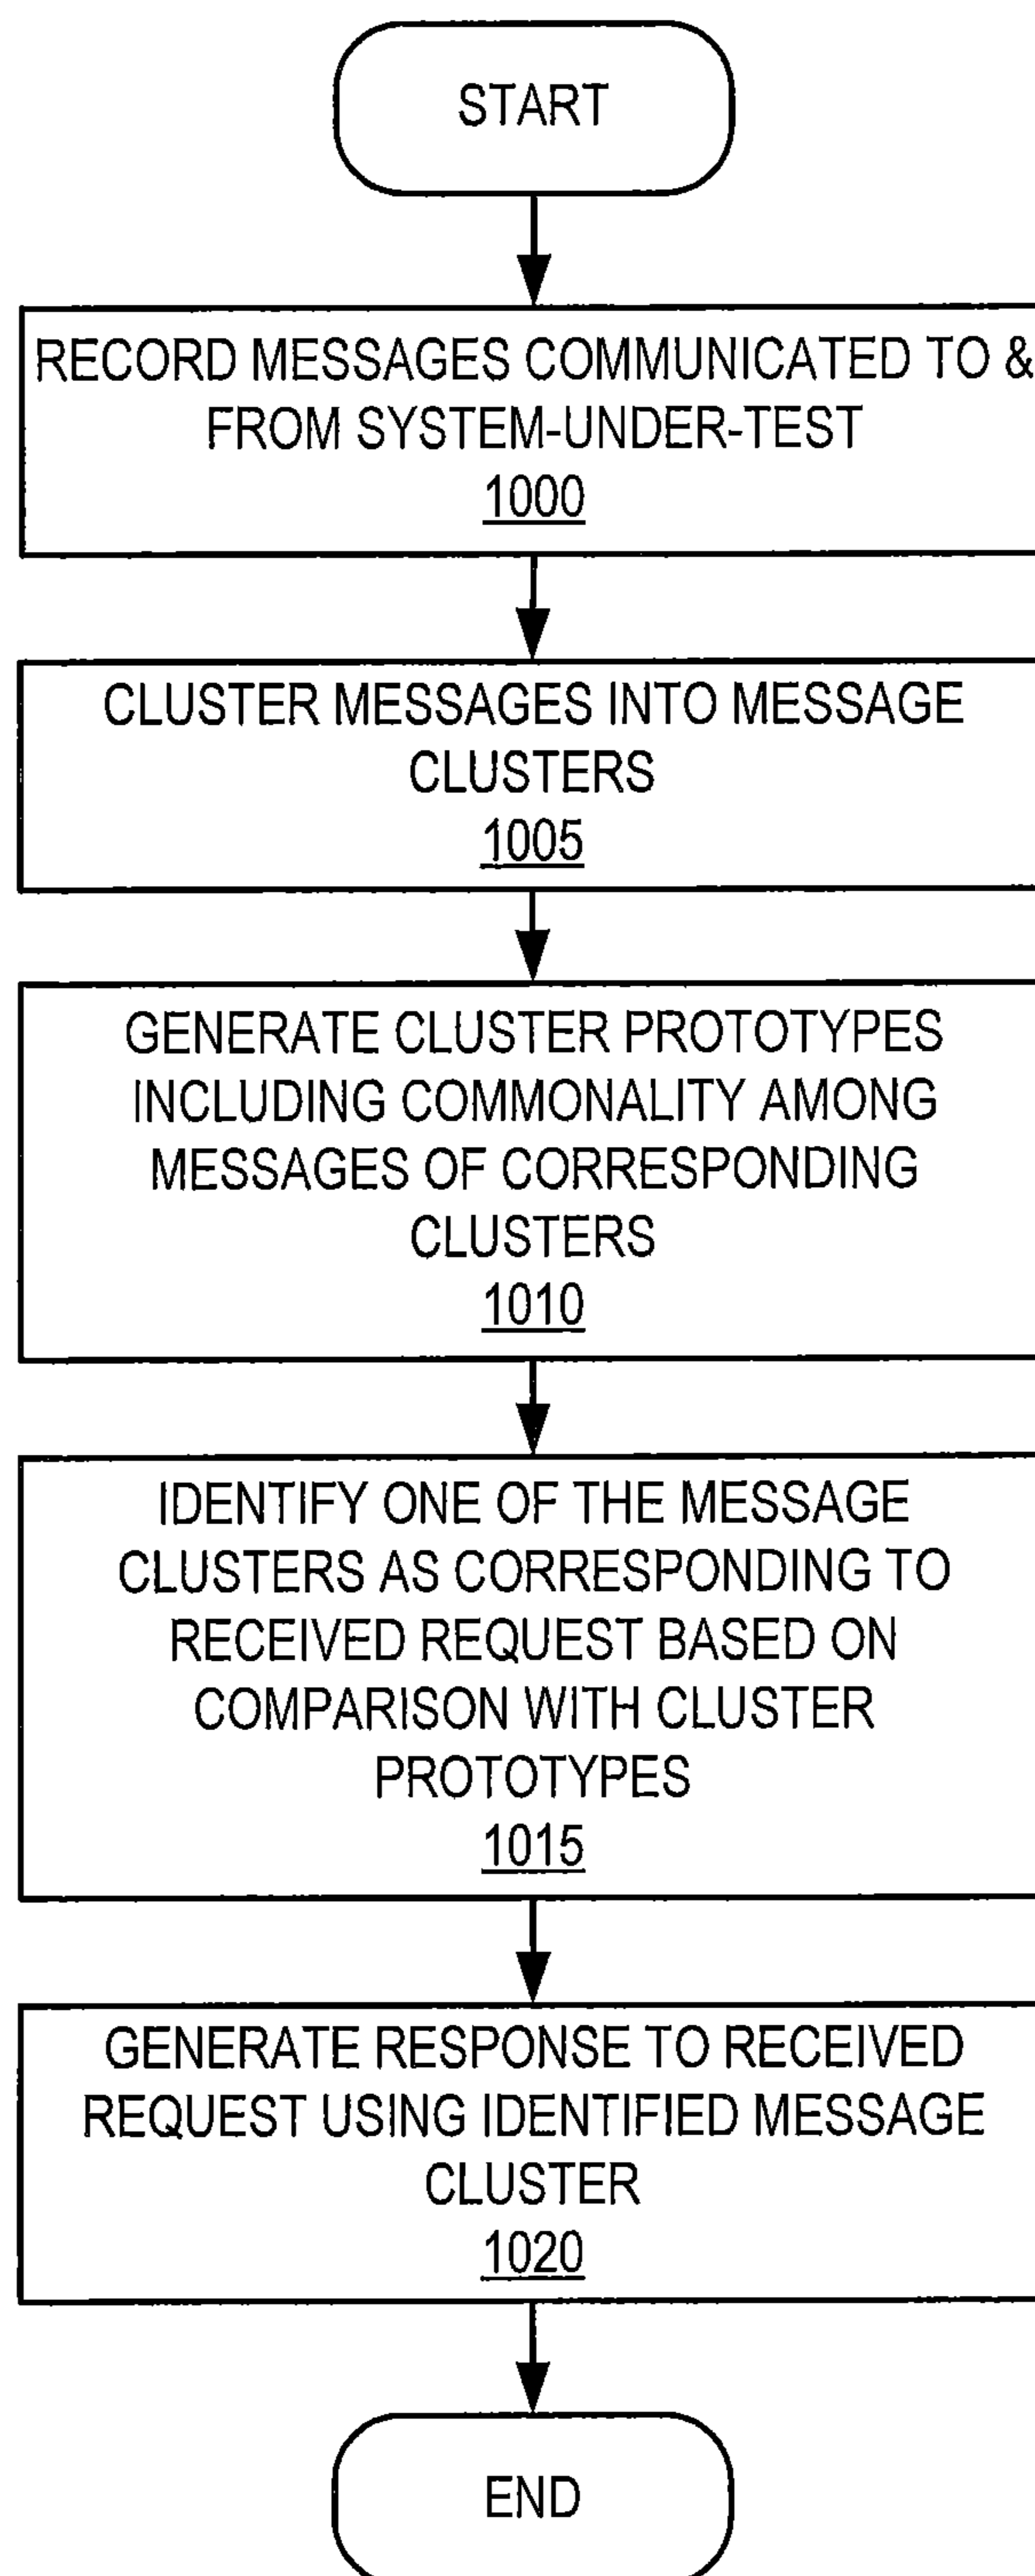 START
RECORD MESSAGES COMMUNICATED TO &
FROM SYSTEM-UNDER-TEST
1000
CLUSTER MESSAGES INTO MESSAGE
CLUSTERS
1005
GENERATE CLUSTER PROTOTYPES
INCLUDING COMMONALITY AMONG
MESSAGES OF CORRESPONDING
CLUSTERS
1010
IDENTIFY ONE OF THE MESSAGE
CLUSTERS AS CORRESPONDING TO
RECEIVED REQUEST BASED ON
COMPARISON WITH CLUSTER
PROTOTYPES
1015
GENERATE RESPONSE TO RECEIVED
REQUEST USING IDENTIFIED MESSAGE
CLUSTER
1020
END